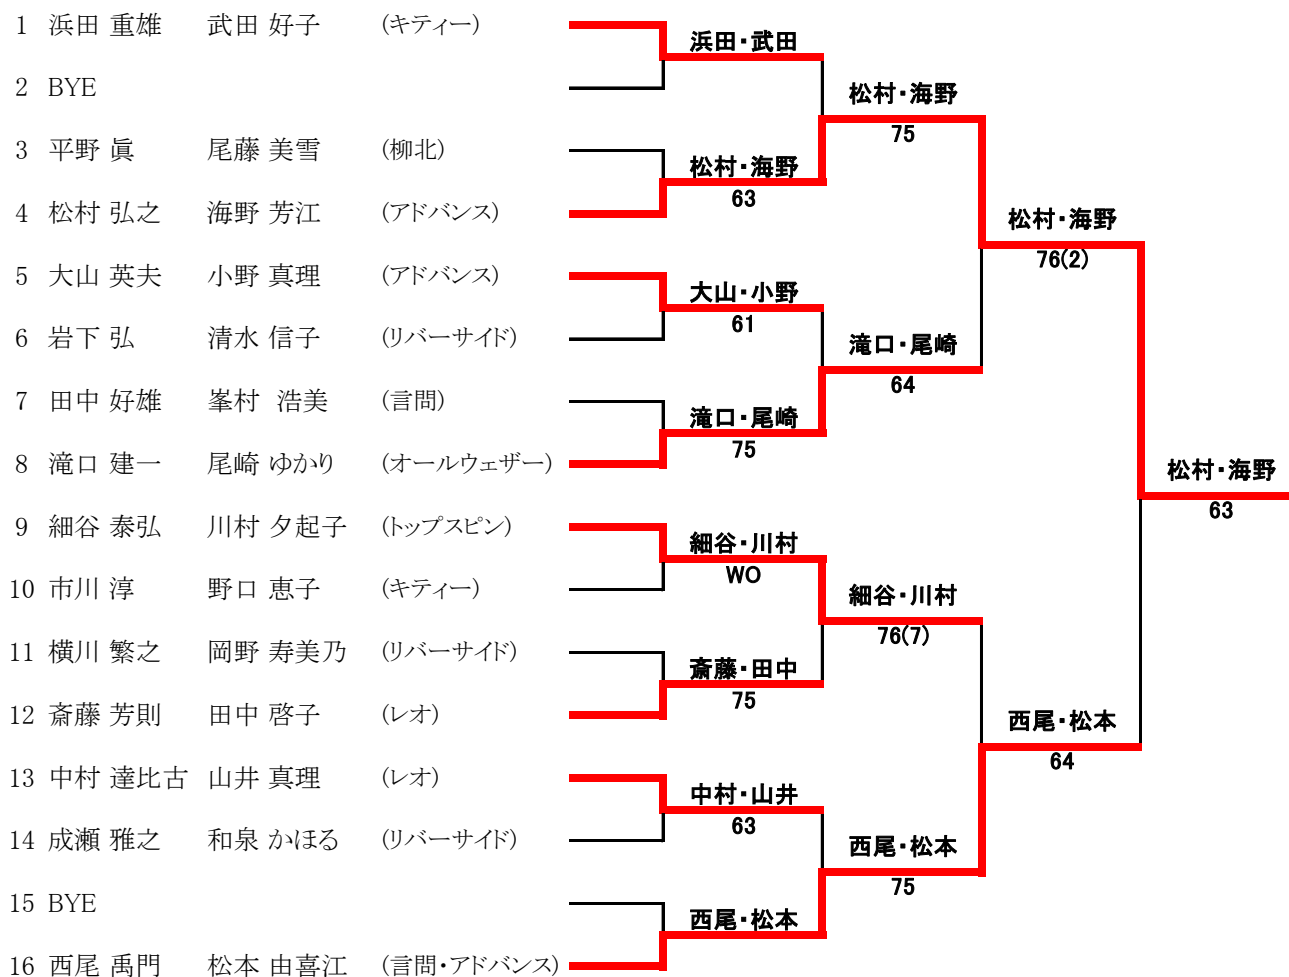 1 浜田 重雄 武田 好子 (キティー)
浜田・武田
2 BYE
松村・海野
75
3 平野 眞 尾藤 美雪 (柳北)
松村・海野
63
4 松村 弘之 海野 芳江 (アドバンス)
松村・海野
76(2)
5 大山 英夫 小野 真理 (アドバンス)
大山・小野
61
6 岩下 弘 清水 信子 (リバーサイド)
滝口・尾崎
64
7 田中 好雄 峯村 浩美 (言問)
滝口・尾崎
75
8 滝口 建一 尾崎 ゆかり (オールウェザー)
松村・海野
63
9 細谷 泰弘 川村 夕起子 (トップスピン)
細谷・川村
WO
10 市川 淳 野口 恵子 (キティー)
細谷・川村
76(7)
11 横川 繁之 岡野 寿美乃 (リバーサイド)
斎藤・田中
75
12 斎藤 芳則 田中 啓子 (レオ)
西尾・松本
64
13 中村 達比古 山井 真理 (レオ)
中村・山井
63
14 成瀬 雅之 和泉 かほる (リバーサイド)
西尾・松本
75
15 BYE
西尾・松本
16 西尾 禹門 松本 由喜江 (言問・アドバンス)